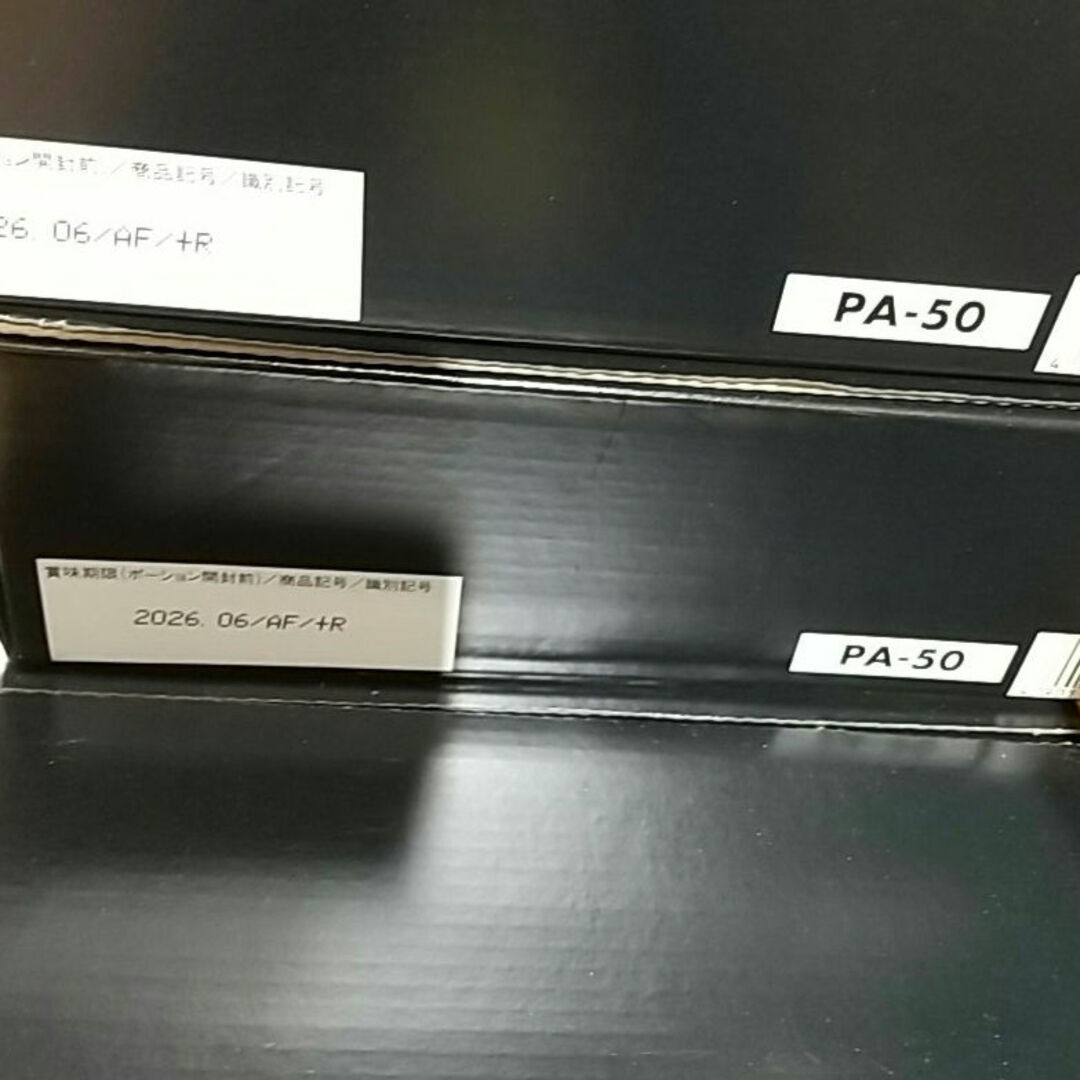 ョン開封前)／商品記号／識別記号
26. 06/AF/+R
PA-50
4
賞味期限(ポーション開封前)／商品記号／識別記号
2026. 06/AF/+R
PA-50